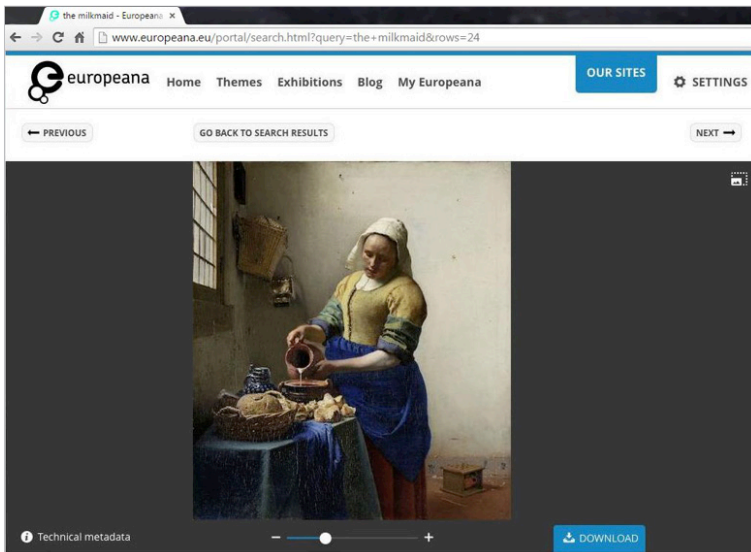 the milkmaid - Europeana
www.europeana.eu/portal/search.html?query=the+milkmaid&rows=24
europeana
Home Themes Exhibitions Blog My Europeana
OUR SITES
SETTINGS
PREVIOUS
GO BACK TO SEARCH RESULTS
NEXT
Technical metadata
DOWNLOAD